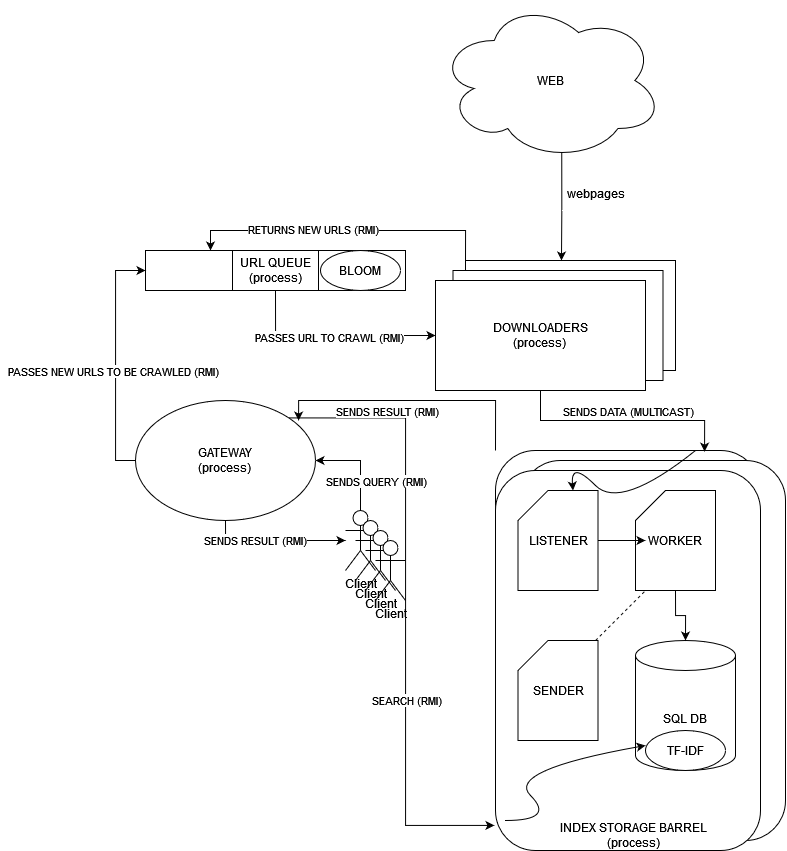 WEB
webpages
RETURNS NEW URLS (RMI)
URL QUEUE
(process)
BLOOM
DOWNLOADERS
(process)
PASSES URL TO CRAWL (RMI)
PASSES NEW URLS TO BE CRAWLED (RMI)
SENDS RESULT (RMI)
SENDS DATA (MULTICAST)
GATEWAY
(process)
SENDS QUERY (RMI)
SENDS RESULT (RMI)
LISTENER
WORKER
Client
Client
Client
Client
SENDER
SEARCH (RMI)
SQL DB
TF-IDF
INDEX STORAGE BARREL
(process)